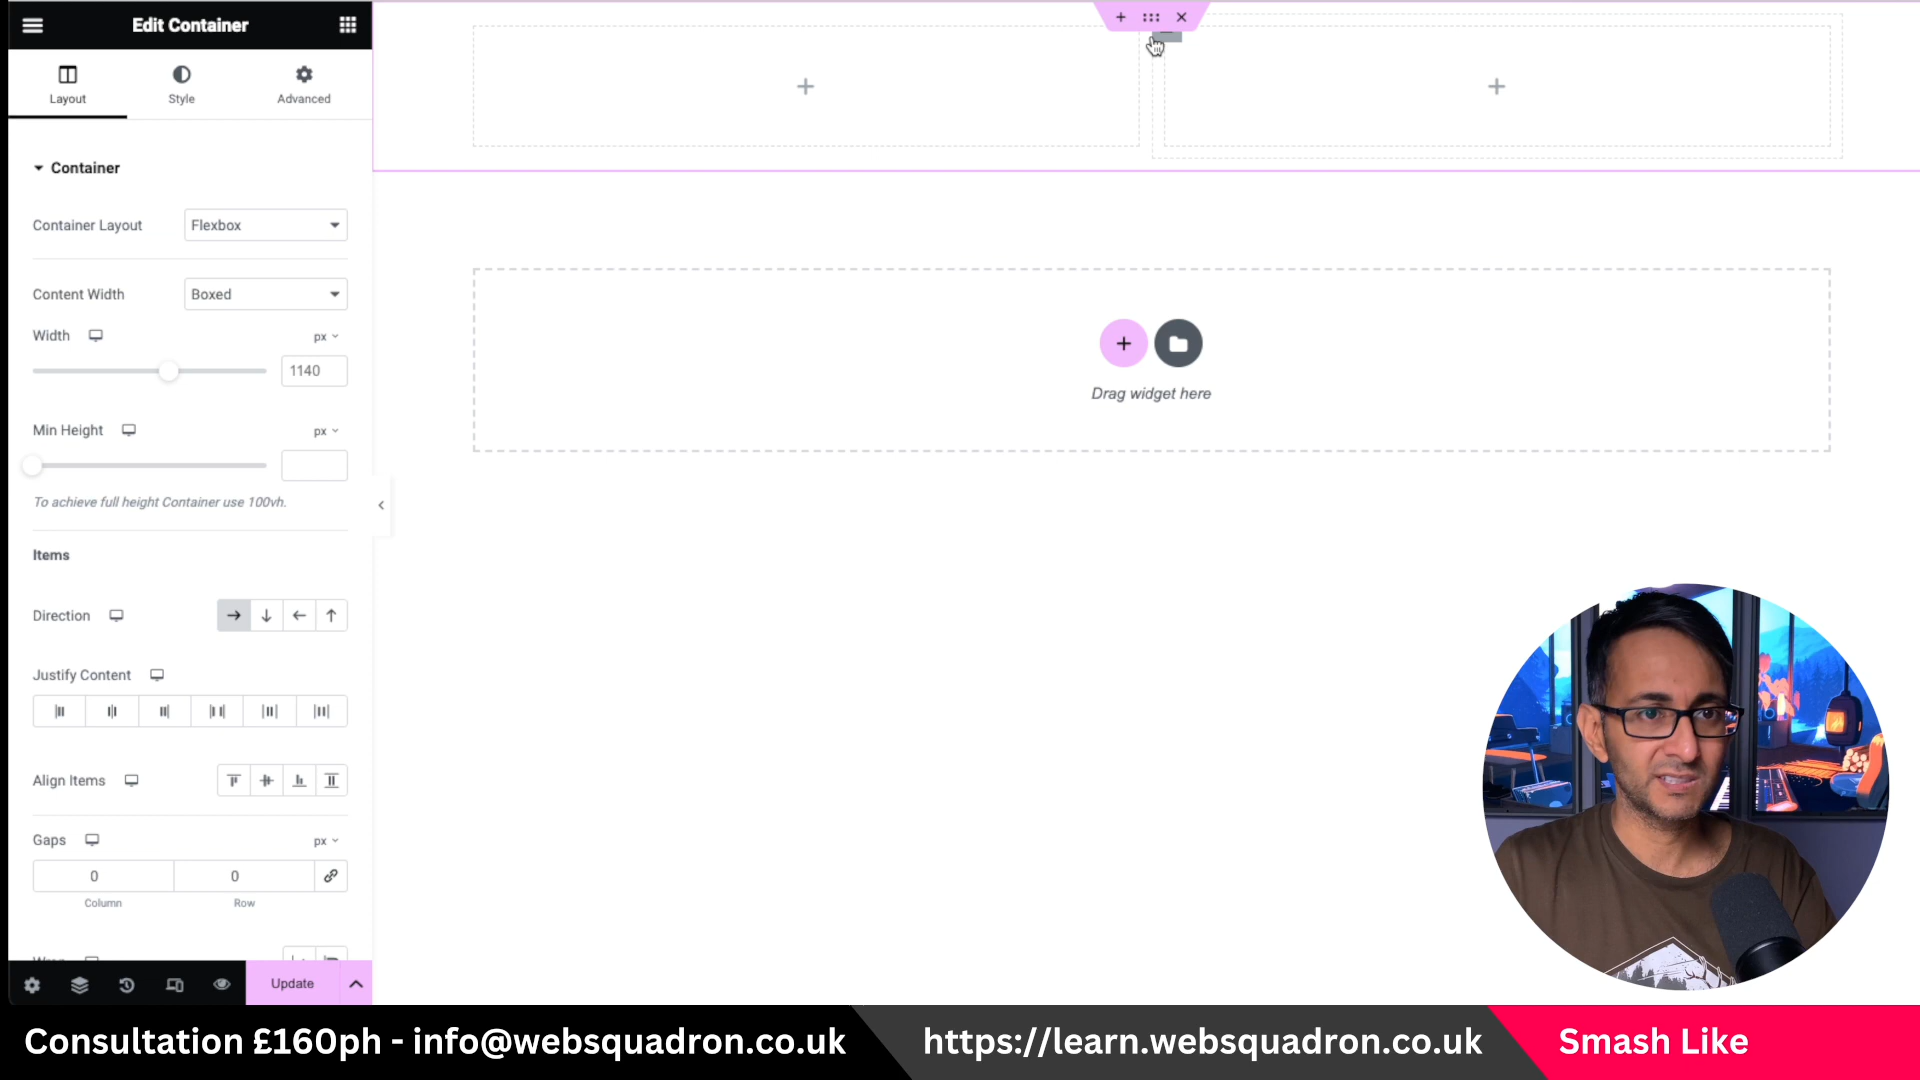 Edit Container
Layout
Style
Advanced
Container
Container Layout
Flexbox
Content Width
Boxed
Width
px
1140
Min Height
px
To achieve full height Container use 100vh.
Items
Direction
Justify Content
Align Items
Gaps
px
0
0
Column
Row
Update
Drag widget here
Consultation £160ph - info@websquadron.co.uk
https://learn.websquadron.co.uk
Smash Like